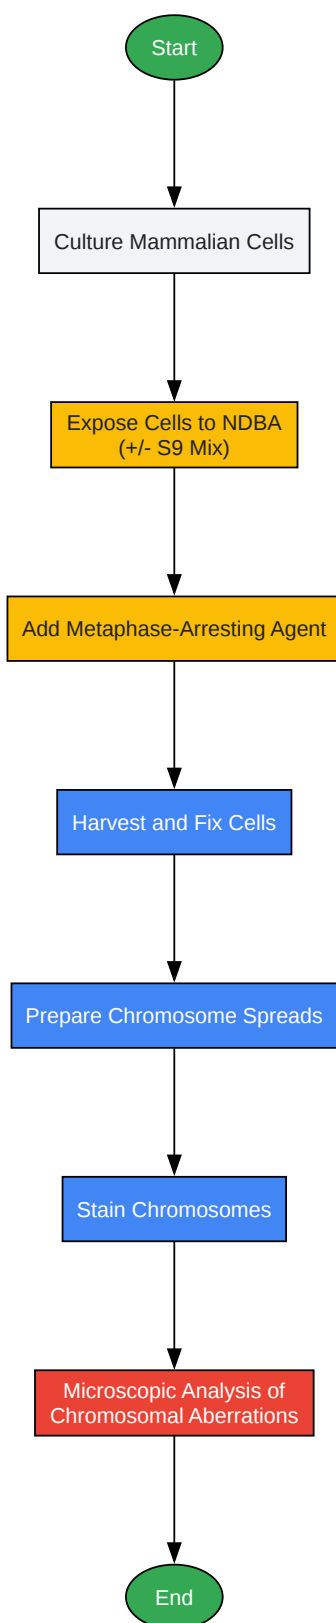 Start
Culture Mammalian Cells
Expose Cells to NDBA
(+/- S9 Mix)
Add Metaphase-Arresting Agent
Harvest and Fix Cells
Prepare Chromosome Spreads
Stain Chromosomes
Microscopic Analysis of
Chromosomal Aberrations
End